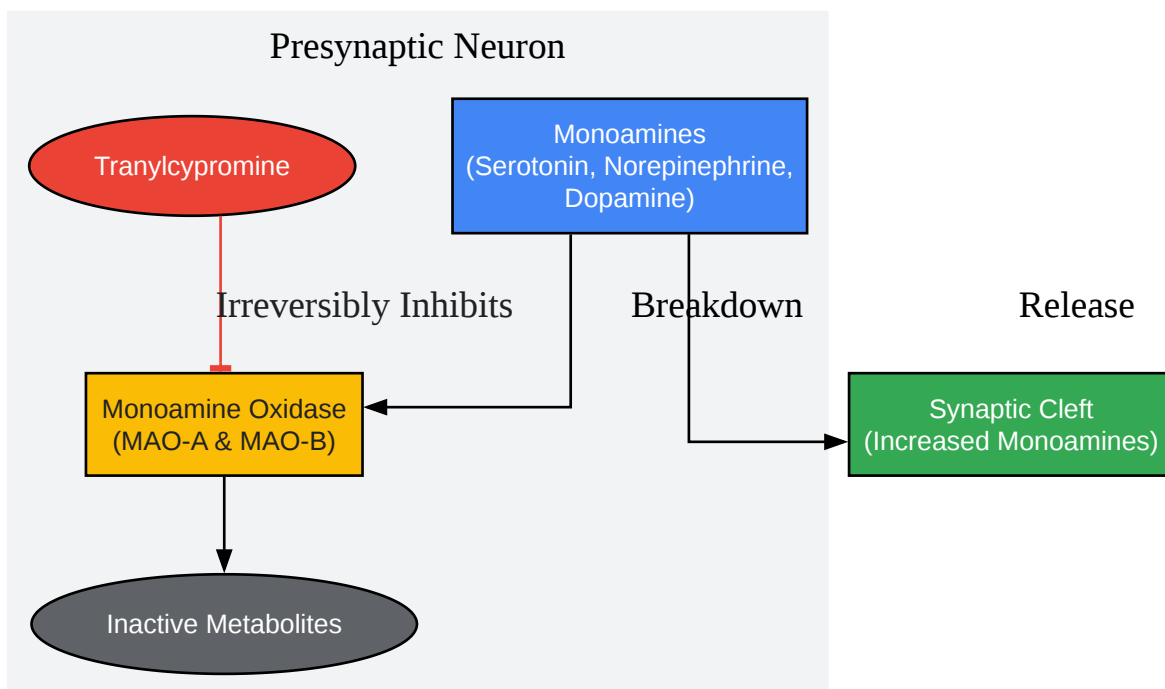 Presynaptic Neuron
Tranylcypromine
Monoamines
(Serotonin, Norepinephrine,
Dopamine)
Irreversibly Inhibits
Breakdown
Release
Monoamine Oxidase
(MAO-A & MAO-B)
Synaptic Cleft
(Increased Monoamines)
Inactive Metabolites